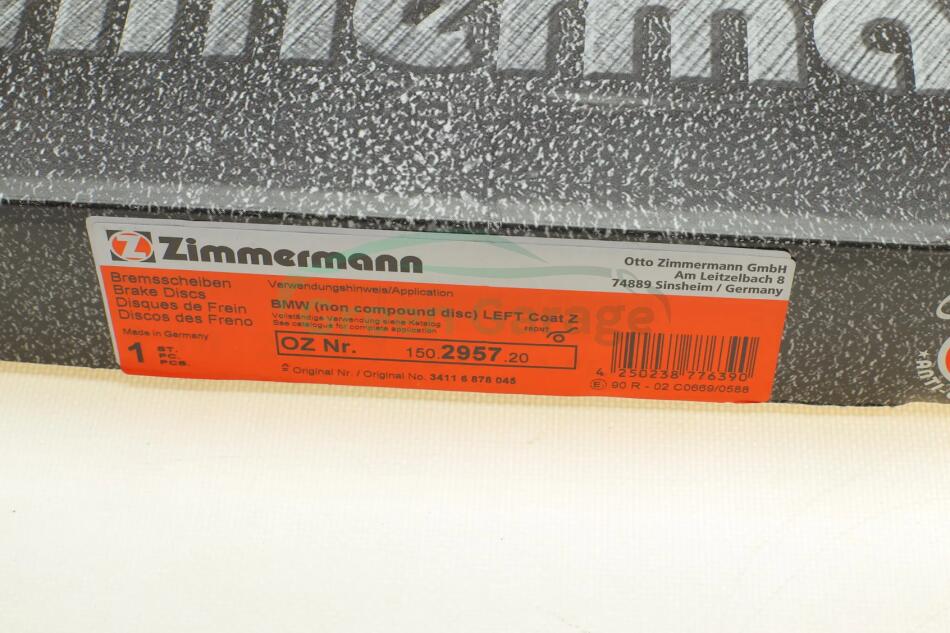 Zimmermann
Otto Zimmermann GmbH
Am Leitzelbach 8
74889 Sinsheim / Germany
Bremsscheiben
Brake Discs
Disques de Frein
Discos des Freno
Made in Germany
1 ST.
PC.
PCS.
Verwendungshinweis/Application
BMW (non compound disc) LEFT Coat Z
Vollständige Verwendung siehe Katalog
See catalogue for complete application
FRONT
OZ Nr. 150.2957.20
Original Nr. / Original No. 3411 6 878 045
4 250238 776390
E1 90 R - 02 C0669/0588
Garage